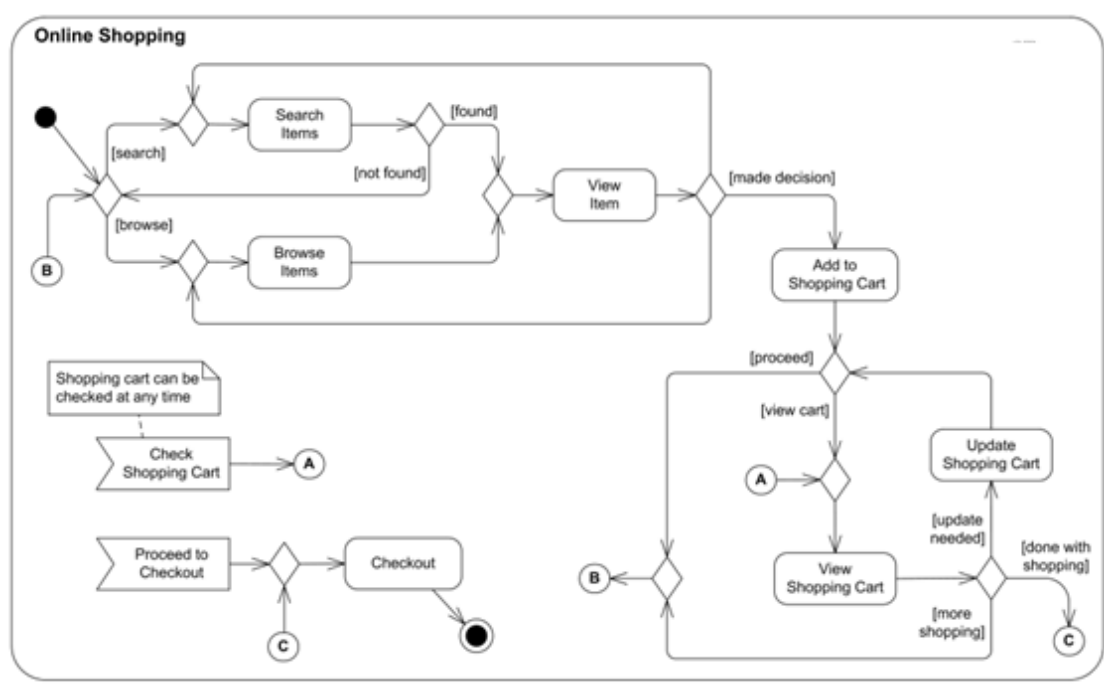 Online Shopping
Search
Items
[found]
[search]
[not found]
View
Item
[made decision]
[browse]
Browse
Items
B
Add to
Shopping Cart
[proceed]
Shopping cart can be
checked at any time
[view cart]
Check
Shopping Cart
A
A
Update
Shopping Cart
[update
needed]
[done with
shopping]
Proceed to
Checkout
Checkout
B
View
Shopping Cart
[more
shopping]
C
C